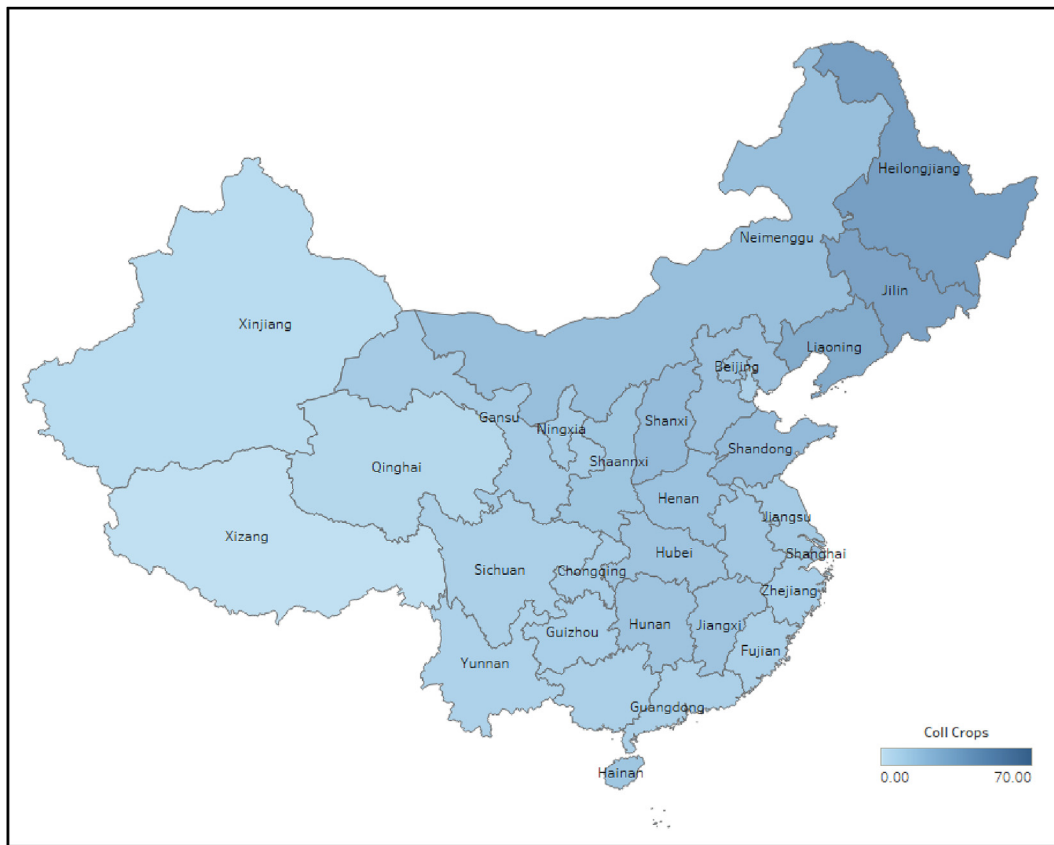 Heilongjiang
Neimenggu
Jilin
Xinjiang
Liaoning
Beijing
Gansu
Ningxia
Shanxi
Shandong
Shaannxi
Qinghai
Henan
Jiangsu
Xizang
Hubei
Shanghai
Sichuan
Chongqing
Zhejiang
Guizhou
Hunan
Jiangxi
Fujian
Yunnan
Guangdong
Coll Crops
0.00 70.00
Hainan